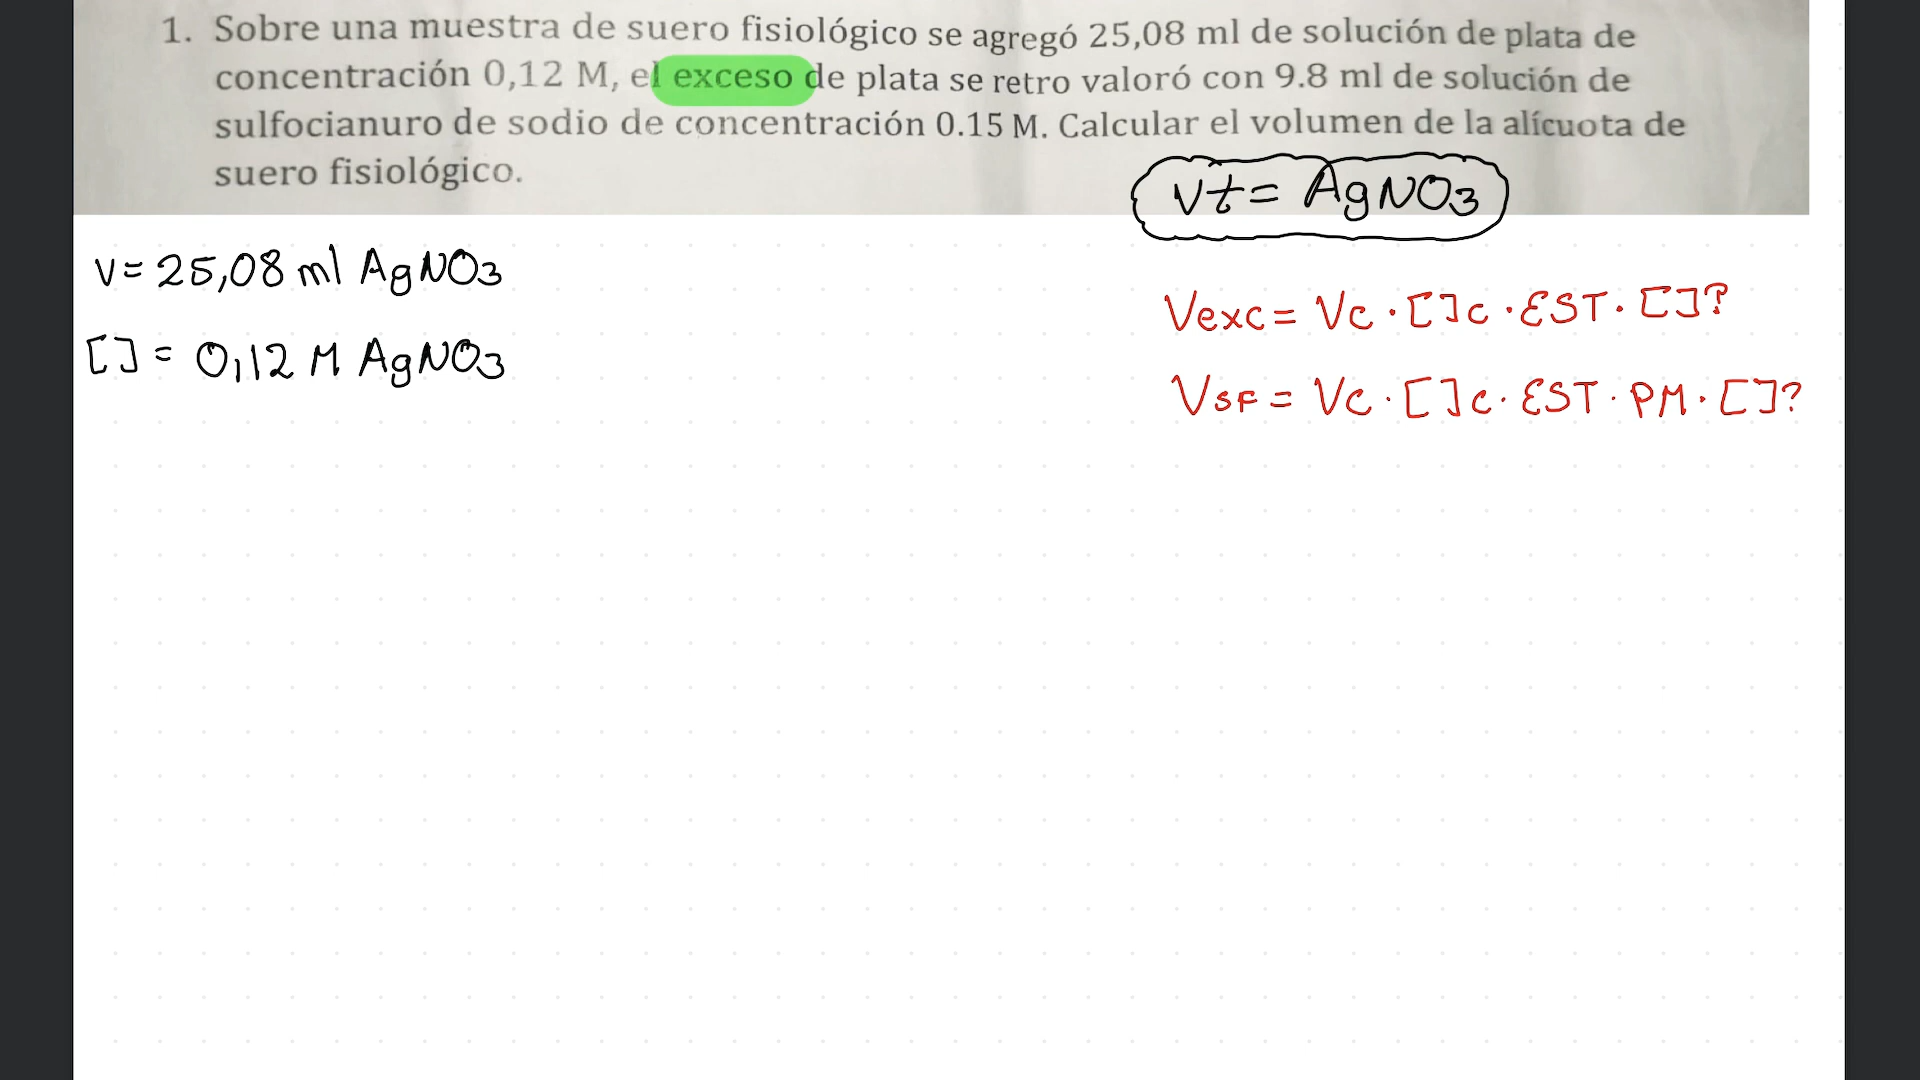 1. Sobre una muestra de suero fisiológico se agregó 25,08 ml de solución de plata de
concentración 0,12 M, el exceso de plata se retro valoró con 9.8 ml de solución de
sulfocianuro de sodio de concentración 0.15 M. Calcular el volumen de la alícuota de
suero fisiológico.
Vt = AgNO3
V = 25,08 ml AgNO3
[] = 0,12 M AgNO3
Vexc = Vc · []c · EST · []?
VSF = Vc · []c · EST · PM · []?